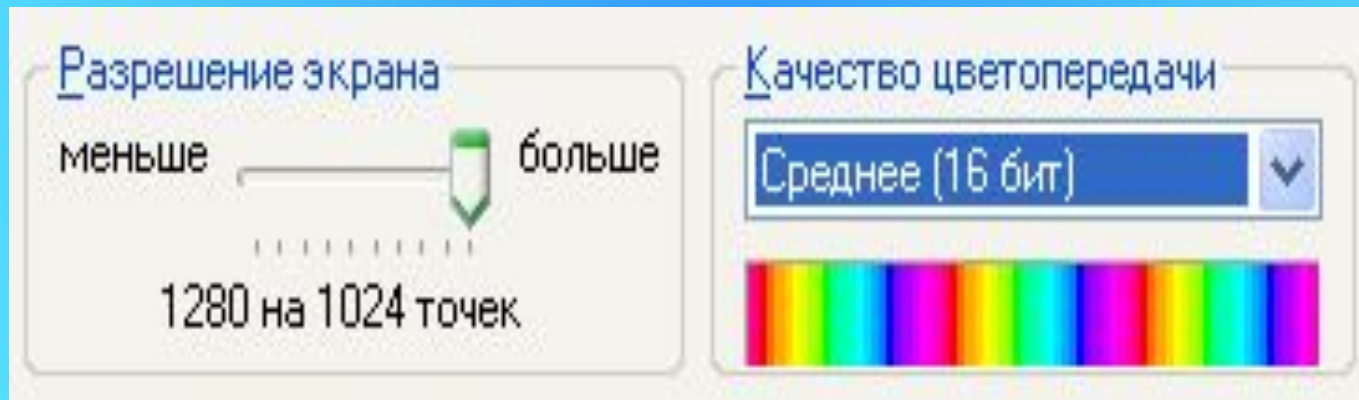 Разрешение экрана
меньше
больше
1280 на 1024 точек
Качество цветопередачи
Среднее (16 бит)